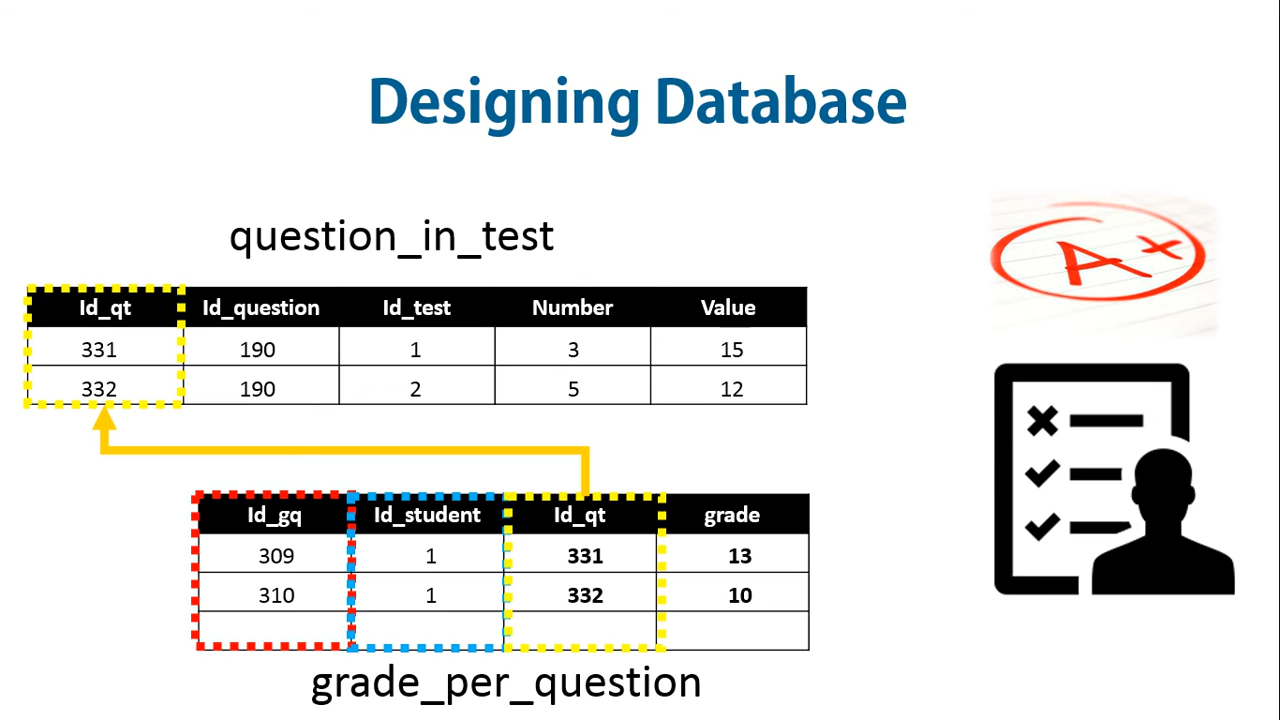 Designing Database
question_in_test
Id_qt Id_question Id_test Number Value
331 190 1 3 15
332 190 2 5 12
Id_gq Id_student Id_qt grade
309 1 331 13
310 1 332 10
grade_per_question
A+